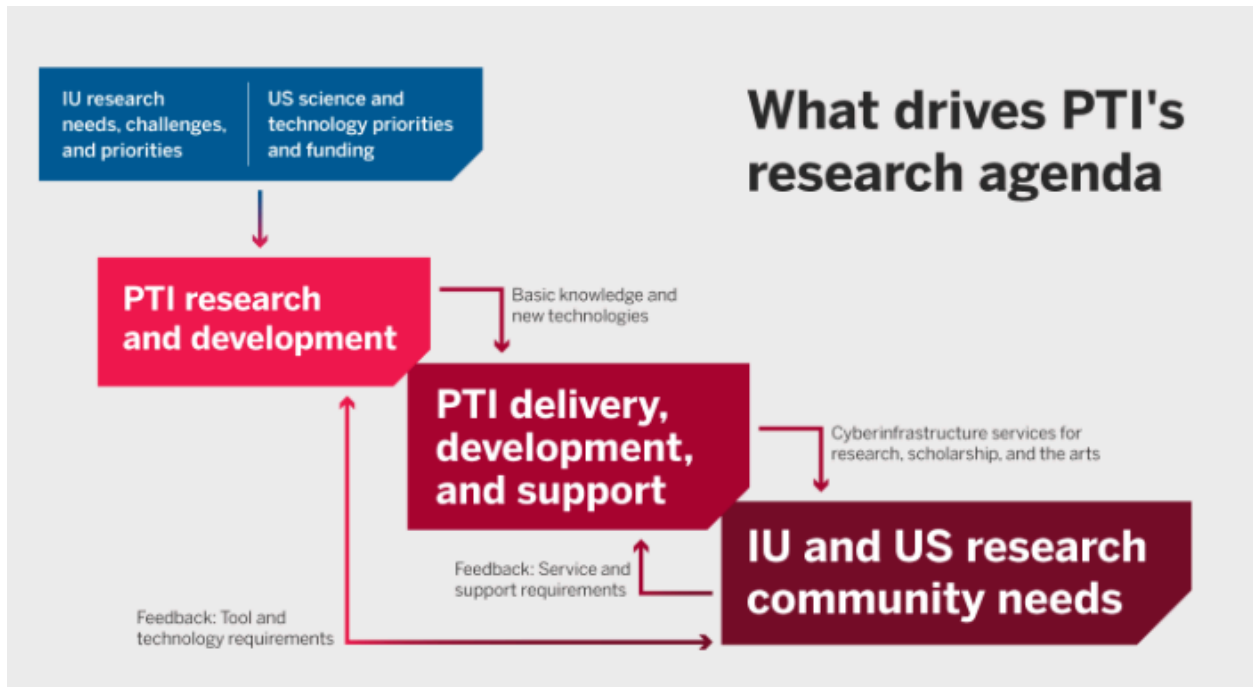 IU research
needs, challenges,
and priorities
US science and
technology priorities
and funding
What drives PTI's
research agenda
PTI research
and development
Basic knowledge and
new technologies
PTI delivery,
development,
and support
Cyberinfrastructure services for
research, scholarship, and the arts
IU and US research
community needs
Feedback: Service and
support requirements
Feedback: Tool and
technology requirements